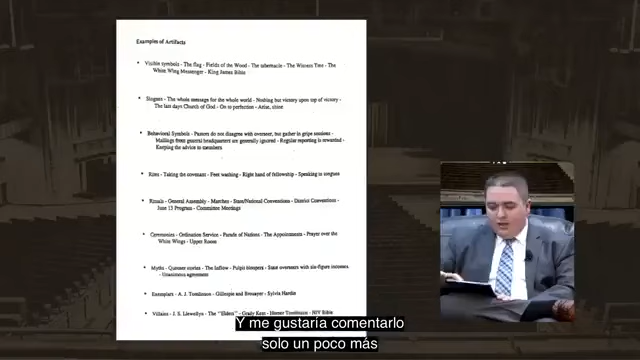 Examples of Artifacts
• Visible symbols - The flag - Fields of the Wood - The tabernacle - The Witness Tree - The
White Wing Messenger - King James Bible
• Slogans - The whole message for the whole world - Nothing but victory upon top of victory -
The last days Church of God - On to perfection - Arise, shine
• Behavioral Symbols - Pastors do not disagree with overseer, but gather in gripe sessions -
Mailings from general headquarters are generally ignored - Regular reporting is rewarded -
Keeping the advice to members
• Rites - Taking the covenant - Feet washing - Right hand of fellowship - Speaking in tongues
• Rituals - General Assembly - Marches - State/National Conventions - District Conventions -
June 13 Program - Committee Meetings
• Ceremonies - Ordination Service - Parade of Nations - The Appointments - Prayer over the
White Wings - Upper Room
• Myths - Quemer stories - The Inflow - Pulpit bloopers - State overseers with six-figure incomes
- Unanimous agreement
• Exemplars - A. J. Tomlinson - Gillespie and Brouayer - Sylvia Hardie
• Villains - J. S. Llewellyn - The "Elders" - Grady Kent - Homer Tomlinson - NIV Bible
Y me gustaría comentarlo
solo un poco más